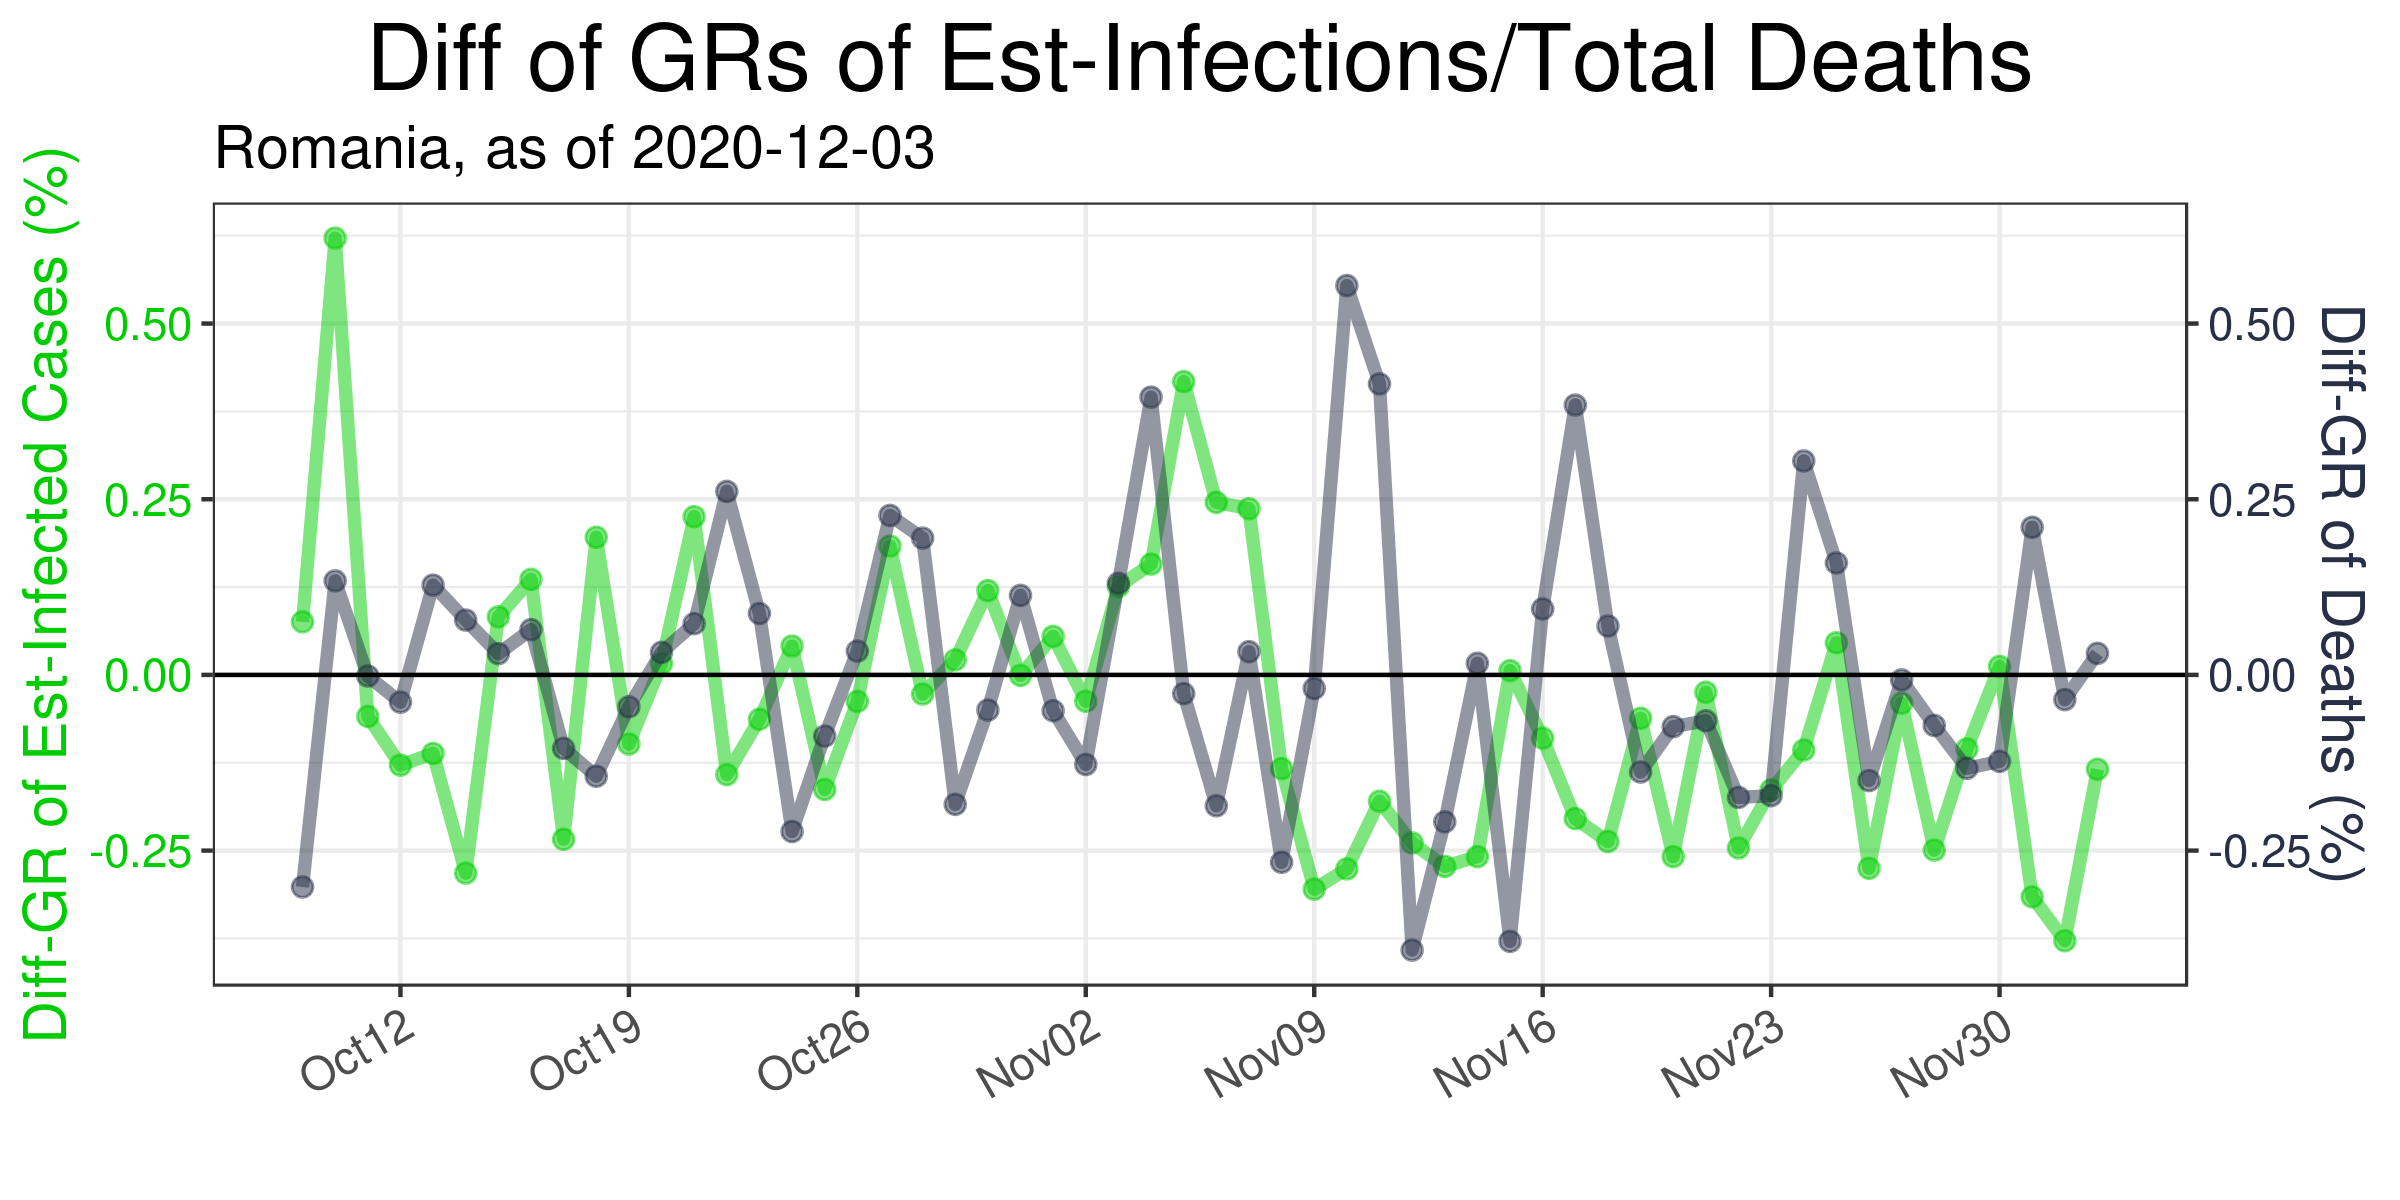 Diff of GRs of Est-Infections/Total Deaths
Romania, as of 2020-12-03
Diff-GR of Est-Infected Cases (%)
0.50
0.25
0.00
-0.25
0.50
0.25
0.00
-0.25
Diff-GR of Deaths (%)
Oct12
Oct19
Oct26
Nov02
Nov09
Nov16
Nov23
Nov30